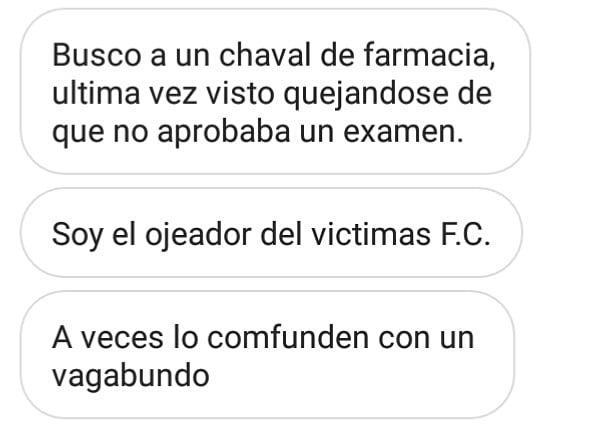 Busco a un chaval de farmacia,
ultima vez visto quejandose de
que no aprobaba un examen.
Soy el ojeador del victimas F.C.
A veces lo comfunden con un
vagabundo